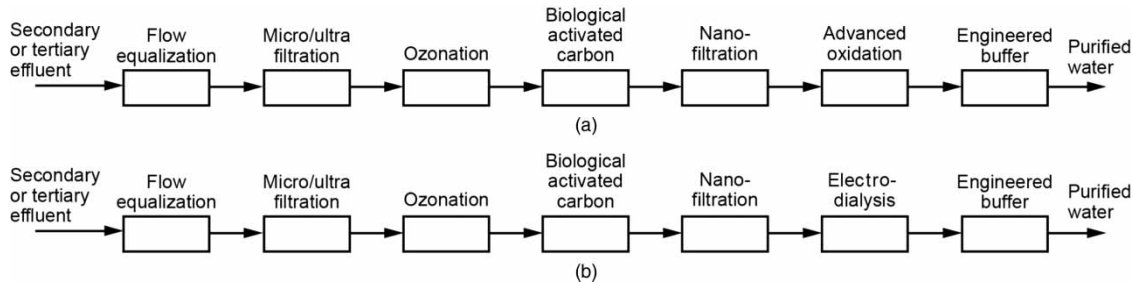 Secondary
or tertiary
effluent
Flow
equalization
Micro/ultra
filtration
Ozonation
Biological
activated
carbon
Nano-
filtration
Advanced
oxidation
Engineered
buffer
Purified
water
(a)
Secondary
or tertiary
effluent
Flow
equalization
Micro/ultra
filtration
Ozonation
Biological
activated
carbon
Nano-
filtration
Electro-
dialysis
Engineered
buffer
Purified
water
(b)